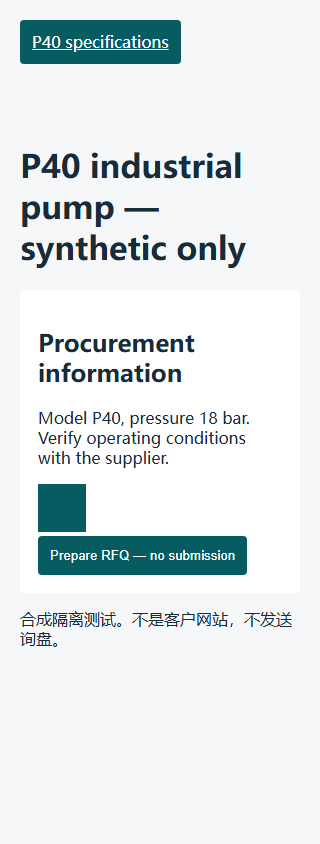 P40 specifications
P40 industrial
pump —
synthetic only
Procurement
information
Model P40, pressure 18 bar.
Verify operating conditions
with the supplier.
Prepare RFQ — no submission
合成隔离测试。不是客户网站，不发送
询盘。